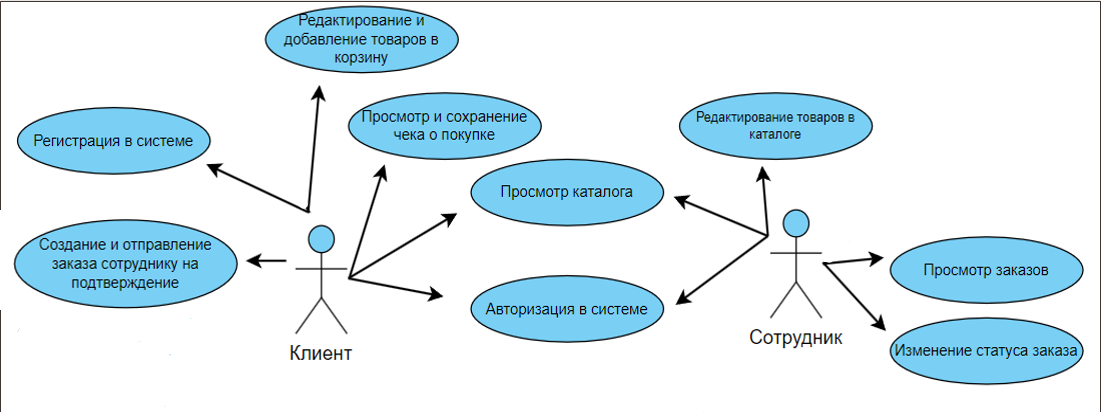 Редактирование и
добавление товаров в
корзину
Просмотр и сохранение
чека о покупке
Редактирование товаров в
каталоге
Регистрация в системе
Просмотр каталога
Создание и отправление
заказа сотруднику на
подтверждение
Просмотр заказов
Авторизация в системе
Сотрудник
Клиент
Изменение статуса заказа